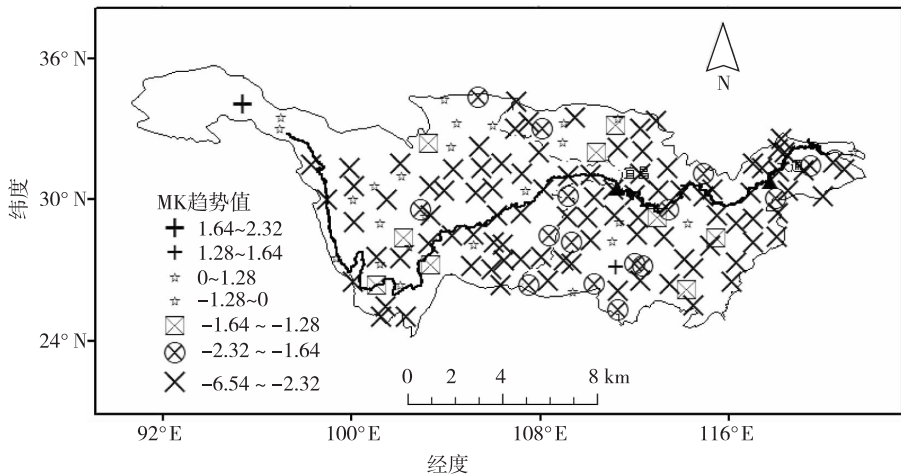 36° N
30° N
24° N
纬度
N
宜昌
MK趋势值
1.64~2.32
1.28~1.64
0~1.28
−1.28~0
−1.64 ~ −1.28
−2.32 ~ −1.64
−6.54 ~ −2.32
0 2 4 8 km
92° E 100° E 108° E 116° E
经度